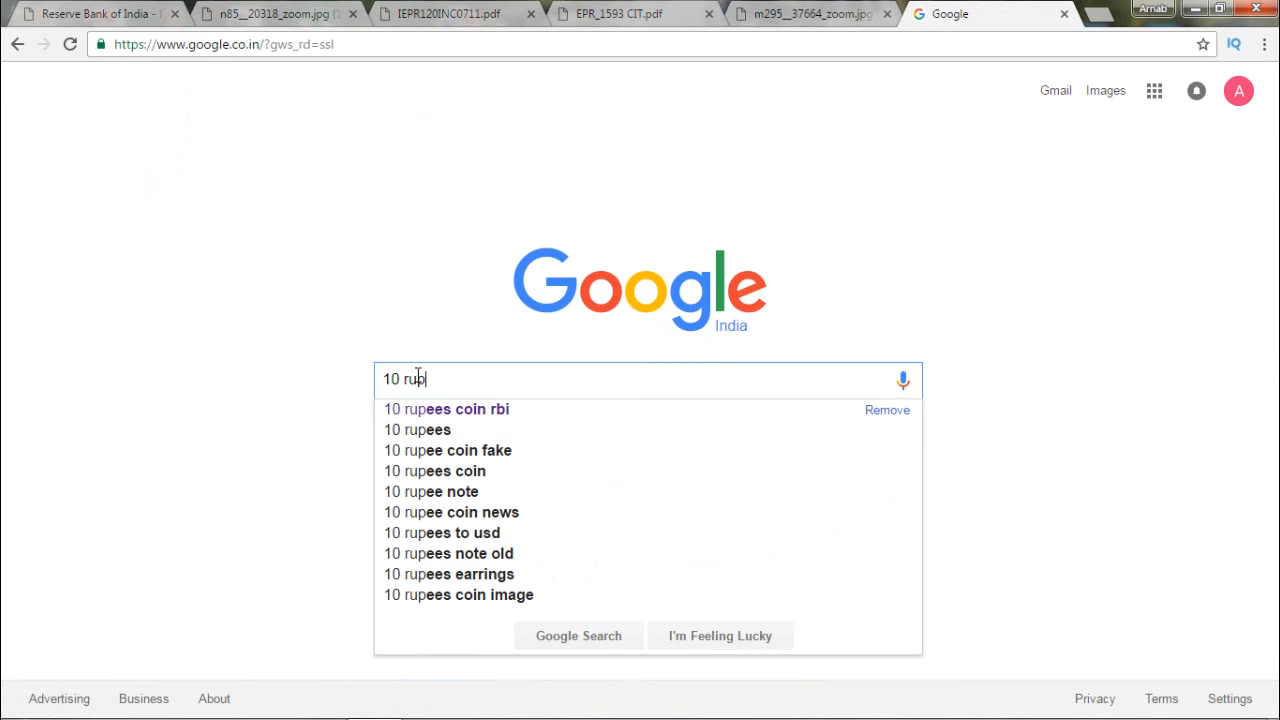 Reserve Bank of India -
n85__20318_zoom.jpg (
IEPR120INC0711.pdf
EPR_1593 CIT.pdf
m295__37664_zoom.jpg
Google
Arnab
https://www.google.co.in/?gws_rd=ssl
IQ
Gmail Images
A
Google
India
10 rup
10 rupees coin rbi Remove
10 rupees
10 rupee coin fake
10 rupees coin
10 rupee note
10 rupee coin news
10 rupees to usd
10 rupees note old
10 rupees earrings
10 rupees coin image
Google Search I'm Feeling Lucky
Advertising Business About Privacy Terms Settings